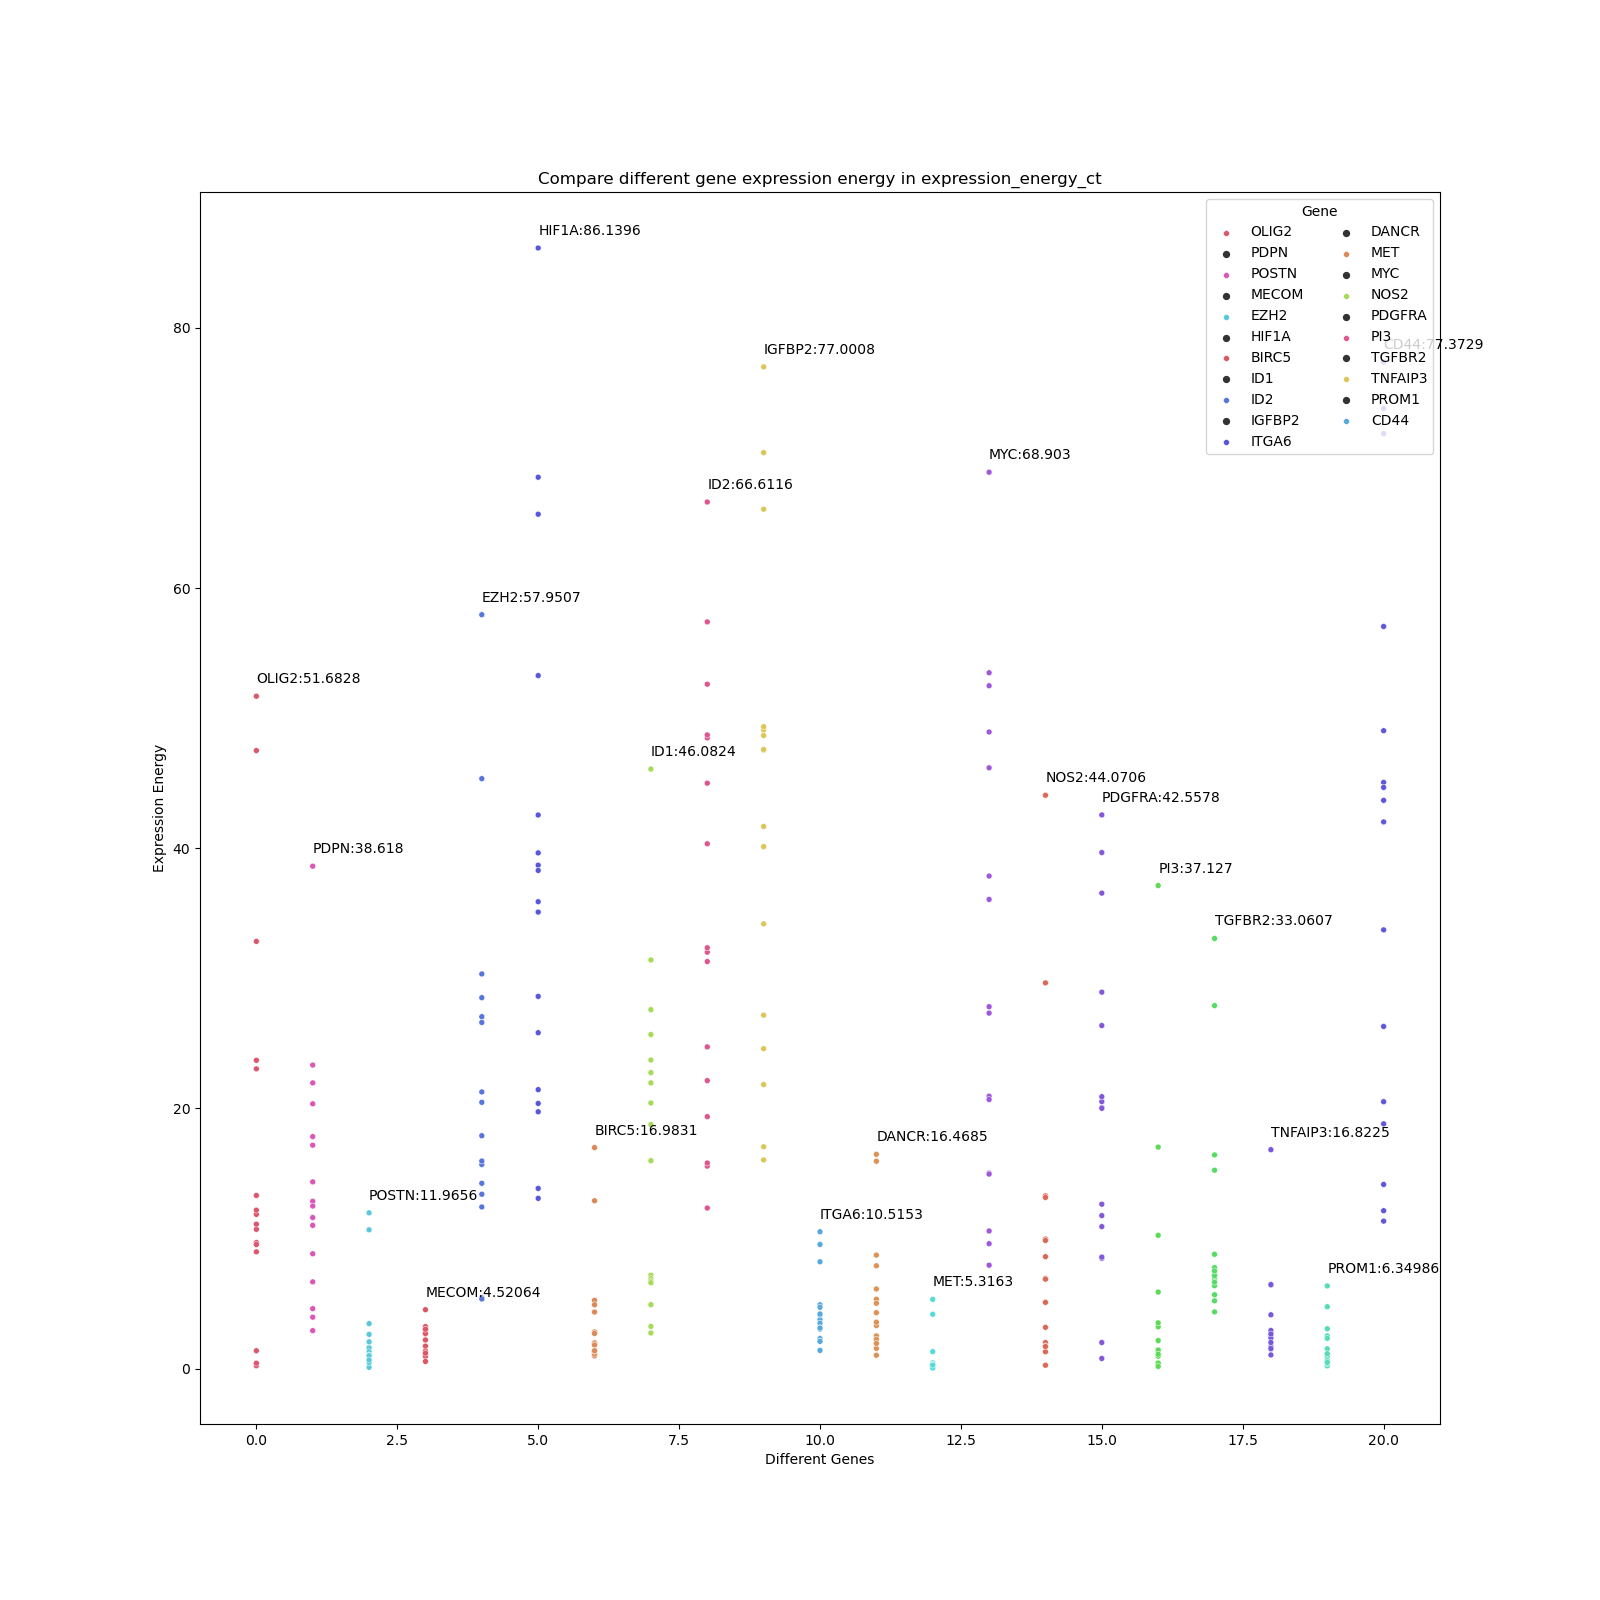 Compare different gene expression energy in expression_energy_ct
HIF1A:86.1396
IGFBP2:77.0008
CD44:77.3729
MYC:68.903
ID2:66.6116
EZH2:57.9507
OLIG2:51.6828
ID1:46.0824
NOS2:44.0706
PDGFRA:42.5578
PDPN:38.618
PI3:37.127
TGFBR2:33.0607
BIRC5:16.9831
DANCR:16.4685
TNFAIP3:16.8225
POSTN:11.9656
ITGA6:10.5153
MET:5.3163
PROM1:6.34986
MECOM:4.52064
Gene
OLIG2 DANCR
PDPN MET
POSTN MYC
MECOM NOS2
EZH2 PDGFRA
HIF1A PI3
BIRC5 TGFBR2
ID1 TNFAIP3
ID2 PROM1
IGFBP2 CD44
ITGA6
80
60
40
20
0
Expression Energy
0.0 2.5 5.0 7.5 10.0 12.5 15.0 17.5 20.0
Different Genes